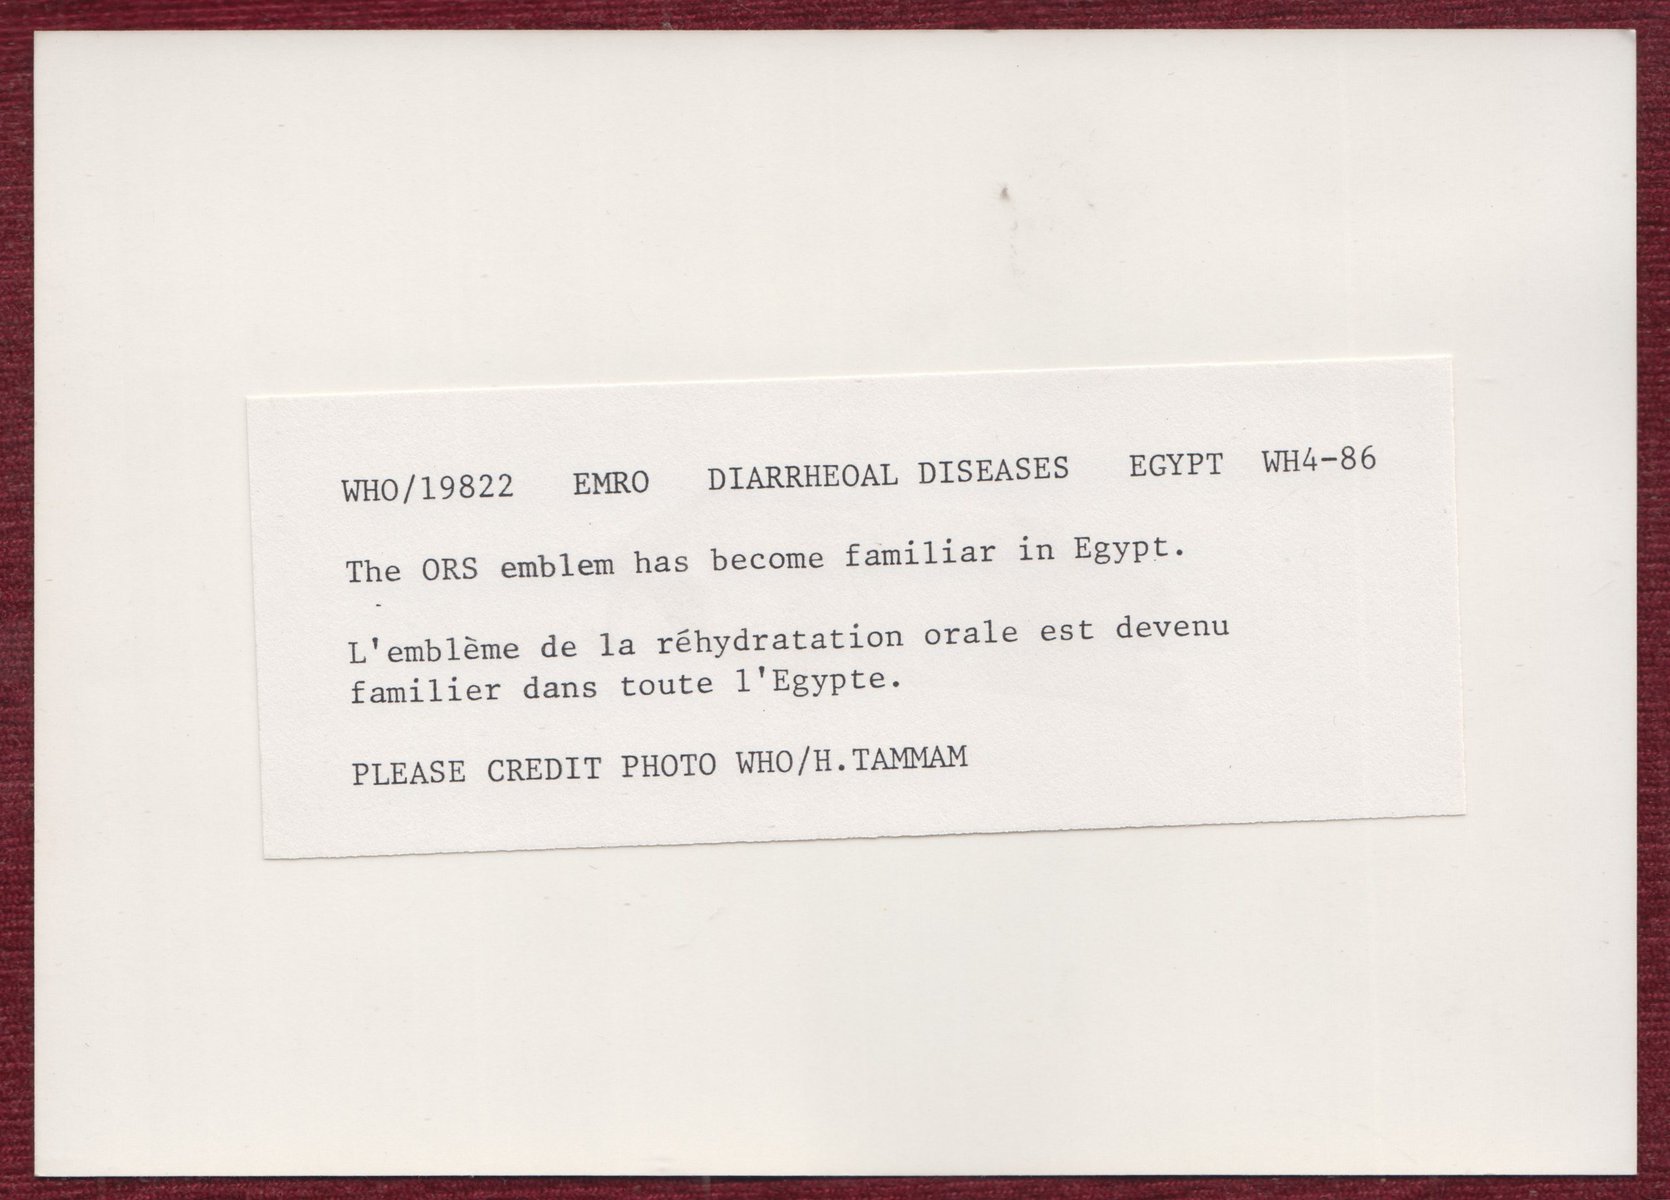 WHO/19822 EMRO DIARRHEOAL DISEASES EGYPT WH4-86
The ORS emblem has become familiar in Egypt.
L'emblème de la réhydratation orale est devenu
familier dans toute l'Egypte.
PLEASE CREDIT PHOTO WHO/H.TAMMAM